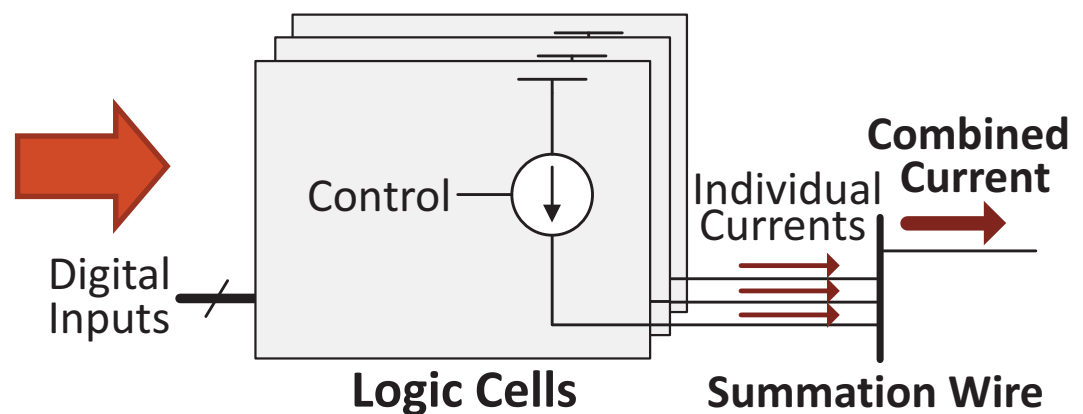 Control
Digital
Inputs
Logic Cells
Individual
Currents
Combined
Current
Summation Wire